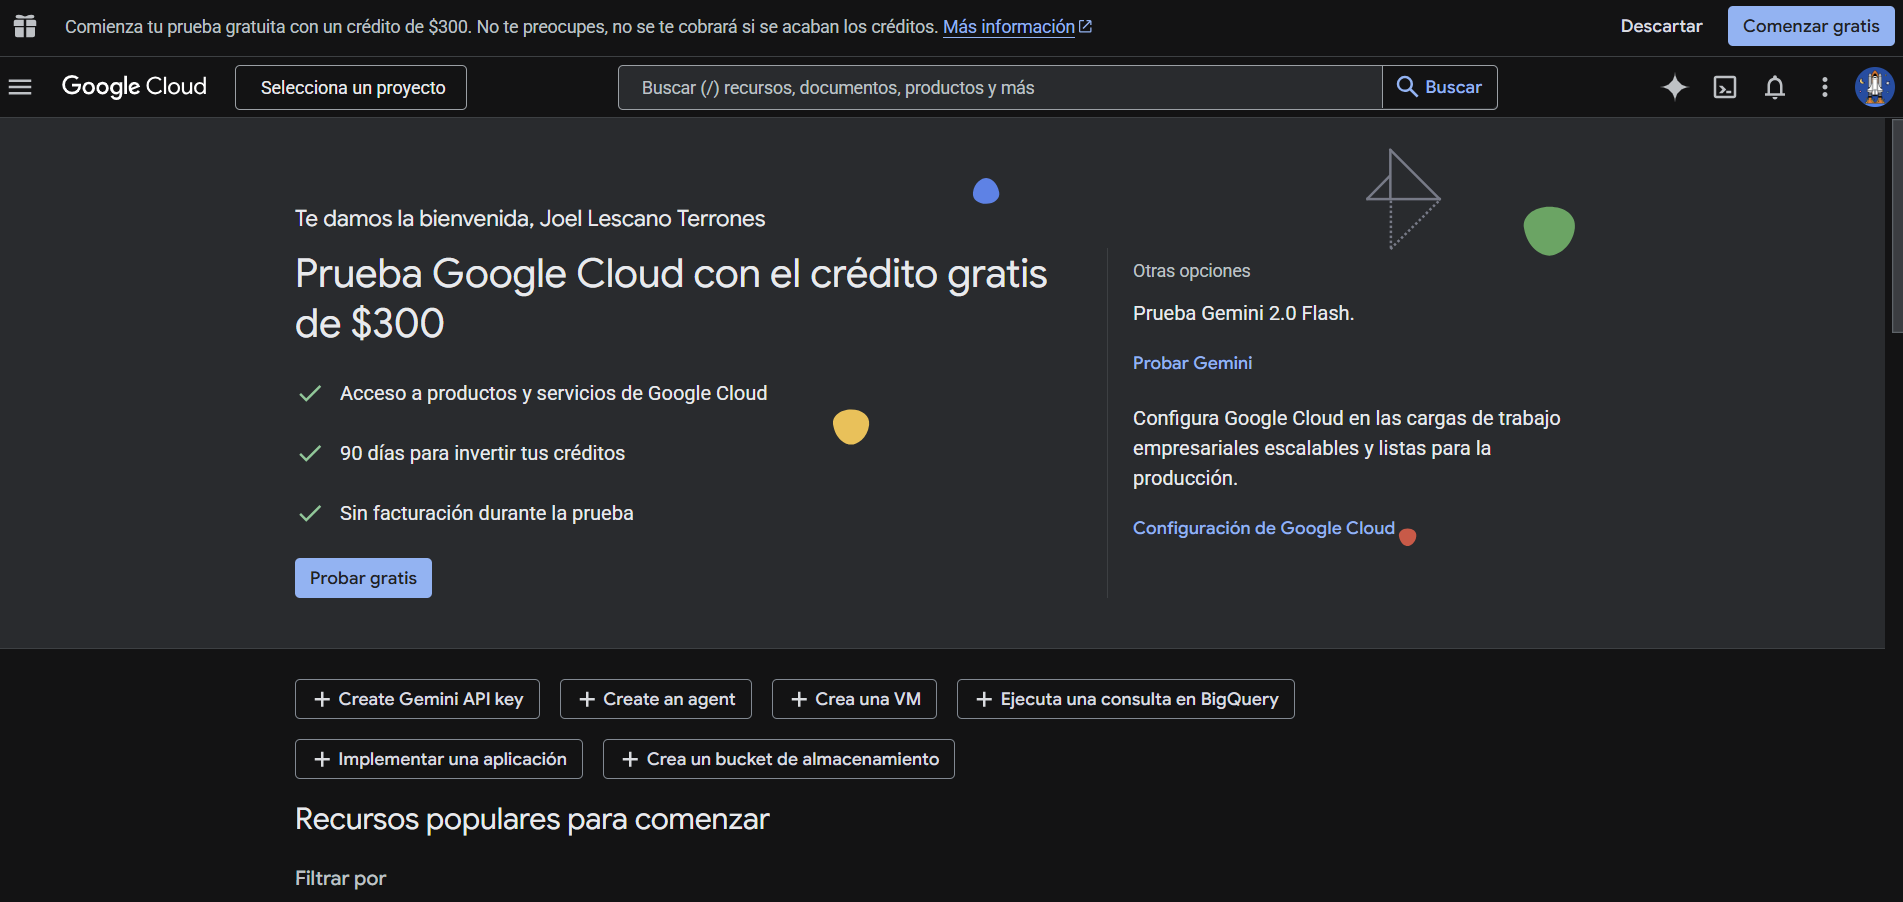 Comienza tu prueba gratuita con un crédito de $300. No te preocupes, no se te cobrará si se acaban los créditos. Más información
Descartar
Comenzar gratis
Google Cloud
Selecciona un proyecto
Buscar (/) recursos, documentos, productos y más
Buscar
Te damos la bienvenida, Joel Lescano Terrones
Prueba Google Cloud con el crédito gratis
de $300
Acceso a productos y servicios de Google Cloud
90 días para invertir tus créditos
Sin facturación durante la prueba
Probar gratis
Otras opciones
Prueba Gemini 2.0 Flash.
Probar Gemini
Configura Google Cloud en las cargas de trabajo
empresariales escalables y listas para la
producción.
Configuración de Google Cloud
Create Gemini API key
Create an agent
Crea una VM
Ejecuta una consulta en BigQuery
Implementar una aplicación
Crea un bucket de almacenamiento
Recursos populares para comenzar
Filtrar por